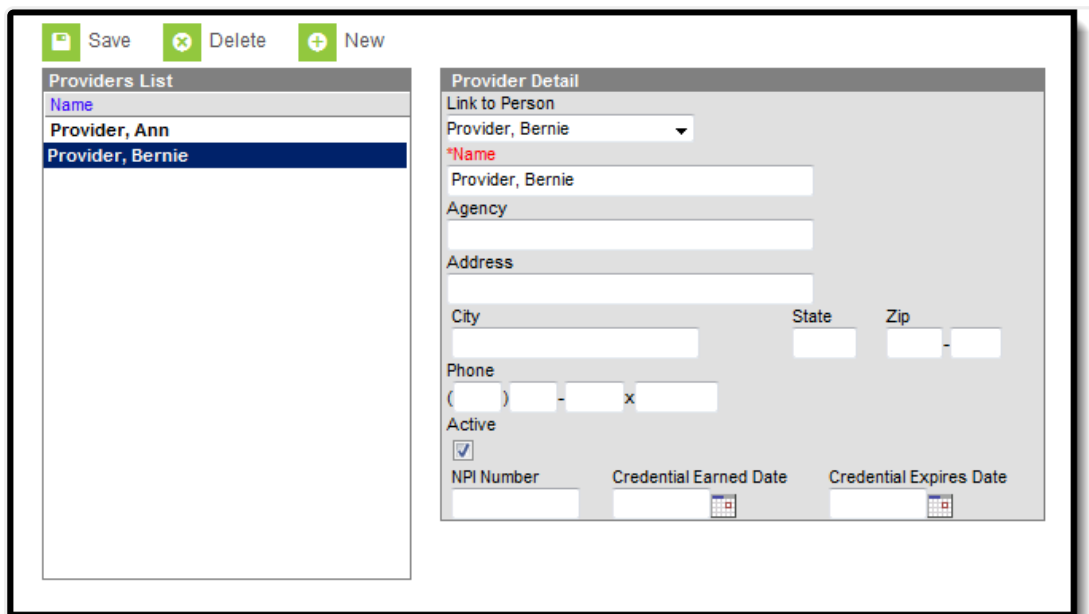 Save Delete New
Providers List
Name
Provider, Ann
Provider, Bernie
Provider Detail
Link to Person
Provider, Bernie
*Name
Provider, Bernie
Agency
Address
City State Zip
-
Phone
( ) - x
Active
NPI Number Credential Earned Date Credential Expires Date